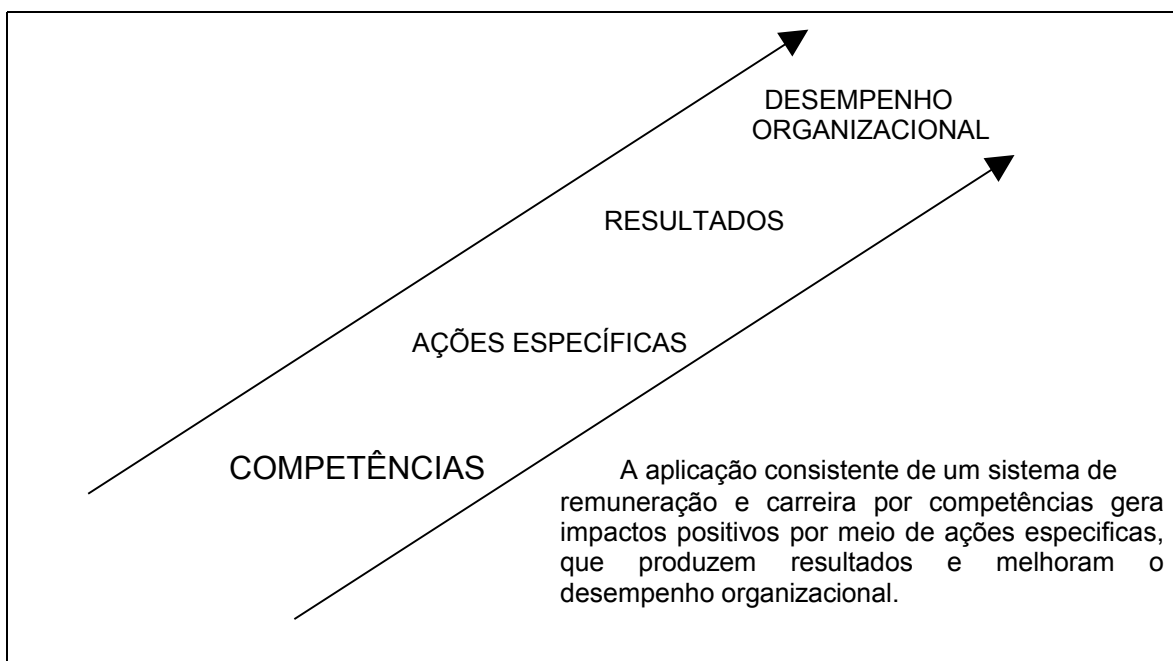 DESEMPENHO
ORGANIZACIONAL
RESULTADOS
AÇÕES ESPECÍFICAS
COMPETÊNCIAS
A aplicação consistente de um sistema de
remuneração e carreira por competências gera
impactos positivos por meio de ações especificas,
que produzem resultados e melhoram o
desempenho organizacional.